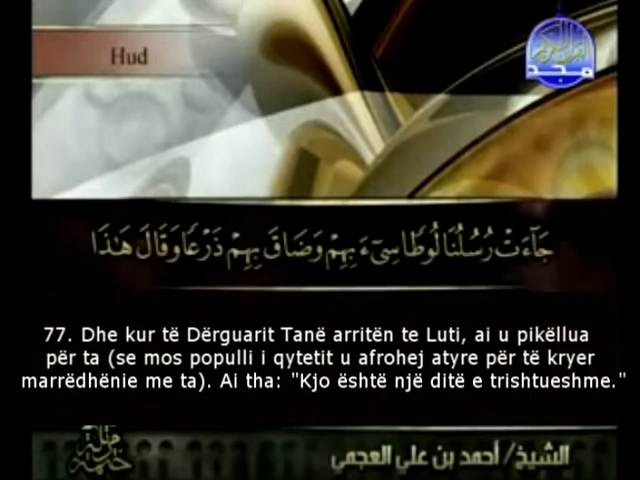 Hud
مجد
جَآءَتْ رُسُلُنَا لُوطًا سِىٓءَ بِهِمْ وَضَاقَ بِهِمْ ذَرْعًا وَقَالَ هَٰذَا
77. Dhe kur të Dërguarit Tanë arritën te Luti, ai u pikëllua
për ta (se mos populli i qytetit u afrohej atyre për të kryer
marrëdhënie me ta). Ai tha: "Kjo është një ditë e trishtueshme."
الشيخ/ أحمد بن علي العجمي